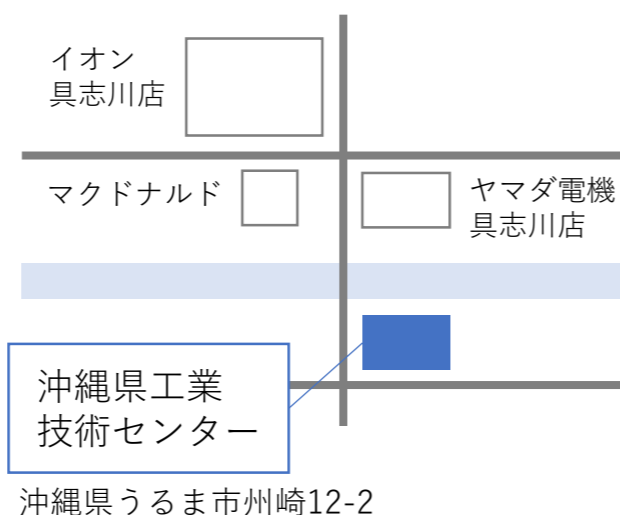 イオン
具志川店
マクドナルド
ヤマダ電機
具志川店
沖縄県工業
技術センター
沖縄県うるま市州崎12-2